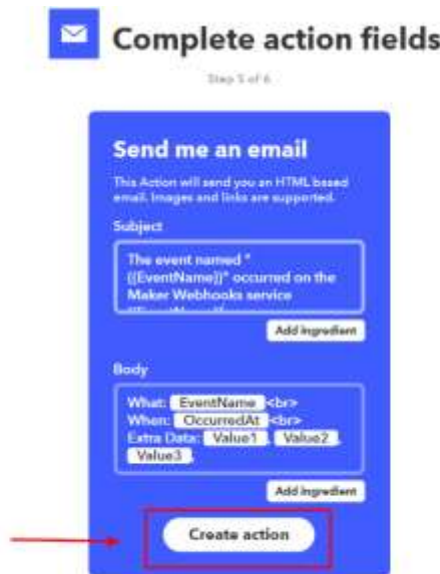 Complete action fields
Step 5 of 6
Send me an email
This Action will send you an HTML based
email. Images and links are supported.
Subject
The event named "
{{EventName}}" occurred on the
Maker Webhooks service
Add ingredient
Body
What: EventName <br>
When: OccurredAt <br>
Extra Data: Value1, Value2,
Value3,
Add ingredient
Create action